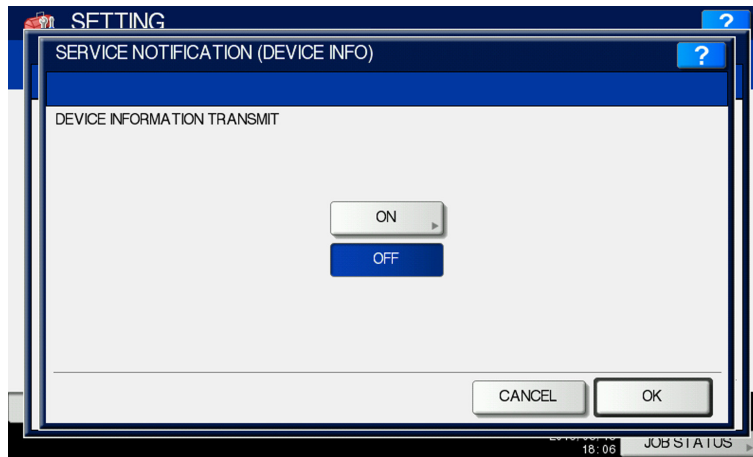 SETTING
?
SERVICE NOTIFICATION (DEVICE INFO)
?
DEVICE INFORMATION TRANSMIT
ON
OFF
CANCEL
OK
18:06
JOB STATUS